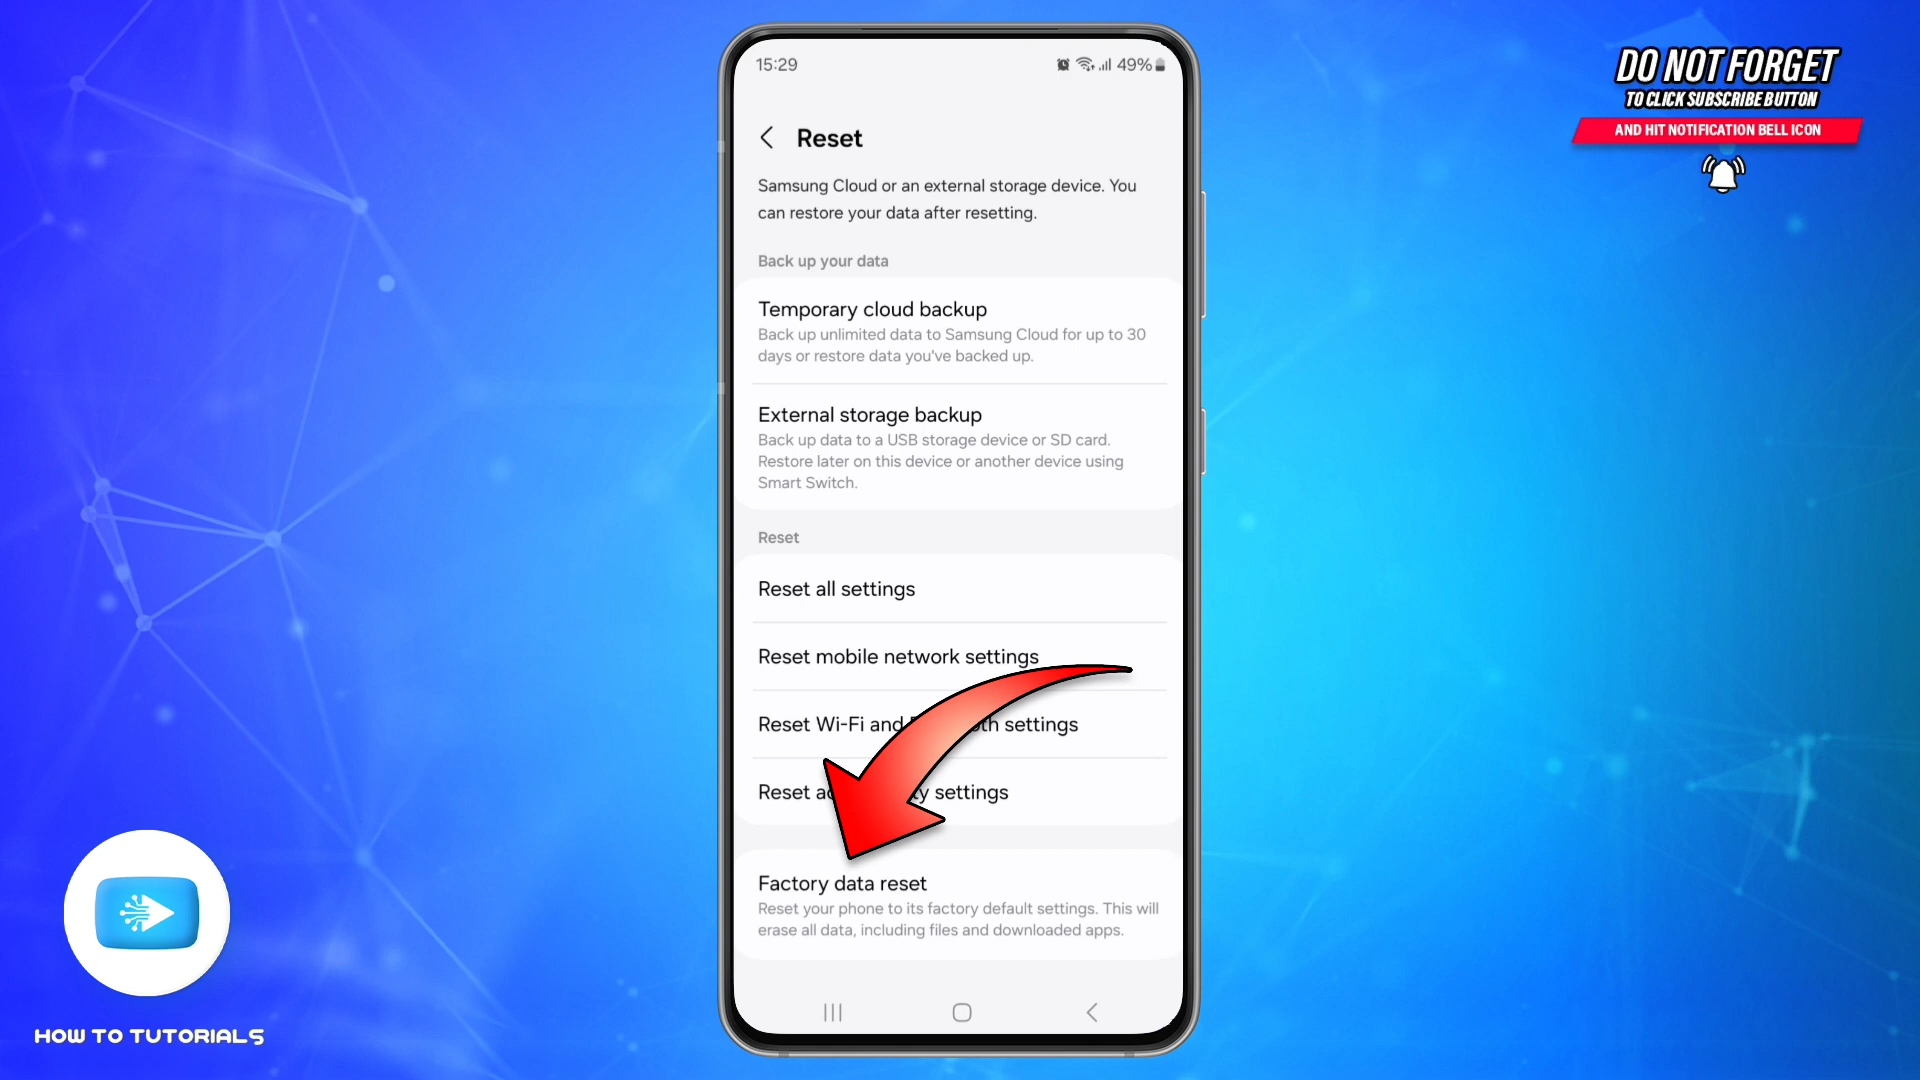 15:29
49%
Reset
Samsung Cloud or an external storage device. You
can restore your data after resetting.
Back up your data
Temporary cloud backup
Back up unlimited data to Samsung Cloud for up to 30
days or restore data you've backed up.
External storage backup
Back up data to a USB storage device or SD card.
Restore later on this device or another device using
Smart Switch.
Reset
Reset all settings
Reset mobile network settings
Reset Wi-Fi and settings
Reset settings
Factory data reset
Reset your phone to its factory default settings. This will
erase all data, including files and downloaded apps.
DO NOT FORGET
TO CLICK SUBSCRIBE BUTTON
AND HIT NOTIFICATION BELL ICON
HOW TO TUTORIALS